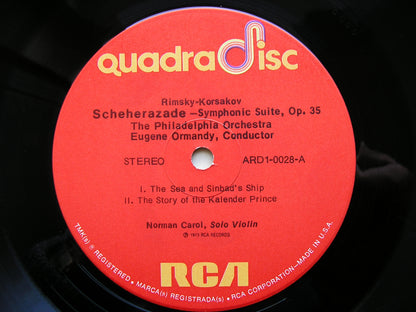 quadradisc
Rimsky-Korsakov
Scheherazade—Symphonic Suite, Op. 35
The Philadelphia Orchestra
Eugene Ormandy, Conductor
STEREO ARD1-0028-A
I. The Sea and Sinbad's Ship
II. The Story of the Kalender Prince
Norman Carol, Solo Violin
℗ 1973 RCA RECORDS
RCA
TMK(s) ® REGISTERED • MARCA(s) REGISTRADA(s) • RCA CORPORATION—MADE IN U.S.A.